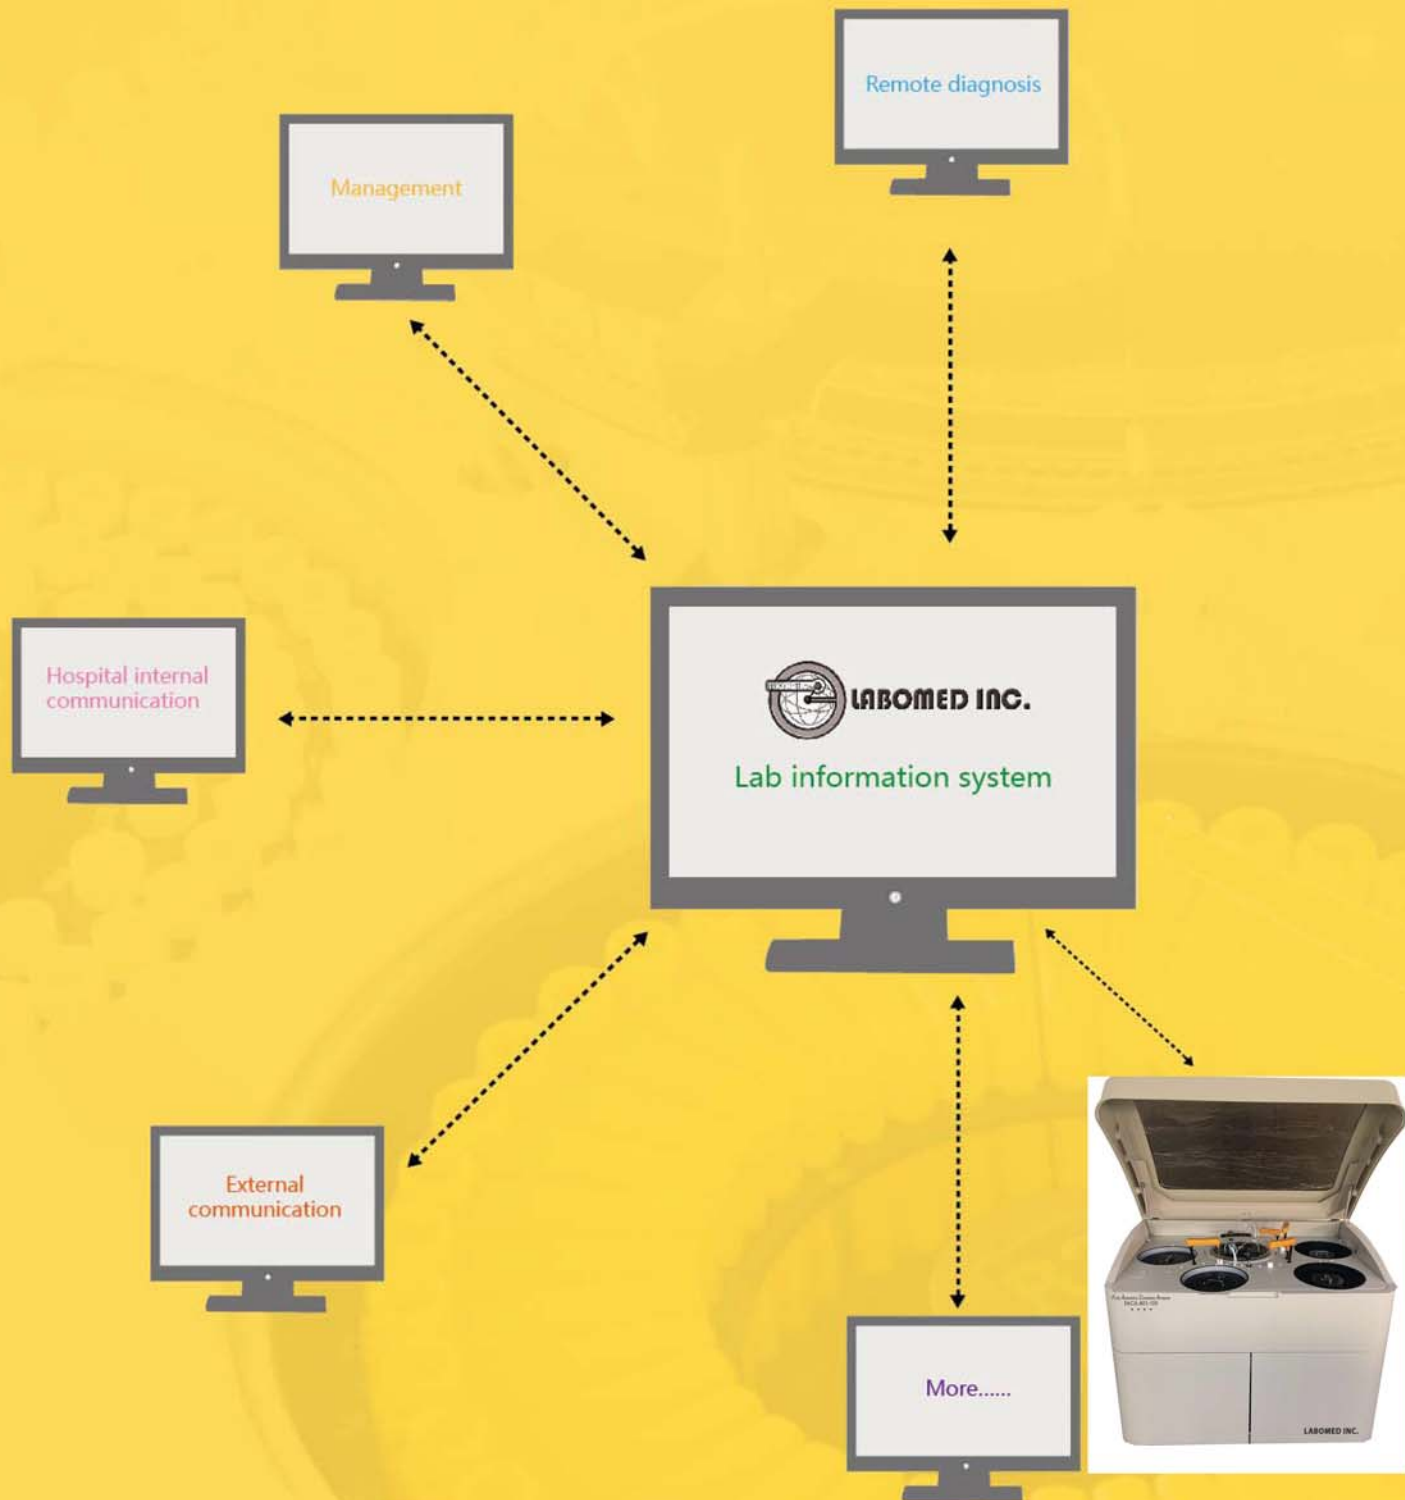 Remote diagnosis
Management
Hospital internal
communication
LABOMED INC.
Lab information system
External
communication
More......
LABOMED INC.